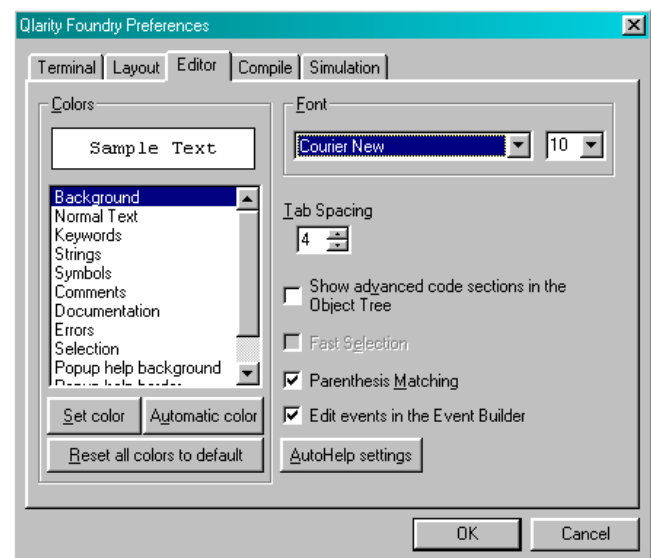 Qlarity Foundry Preferences
Terminal Layout Editor Compile Simulation
Colors
Sample Text
Background
Normal Text
Keywords
Strings
Symbols
Comments
Documentation
Errors
Selection
Popup help background
Popup help border
Set color Automatic color
Reset all colors to default
Font
Courier New 10
Tab Spacing
4
Show advanced code sections in the
Object Tree
Fast Selection
Parenthesis Matching
Edit events in the Event Builder
AutoHelp settings
OK Cancel